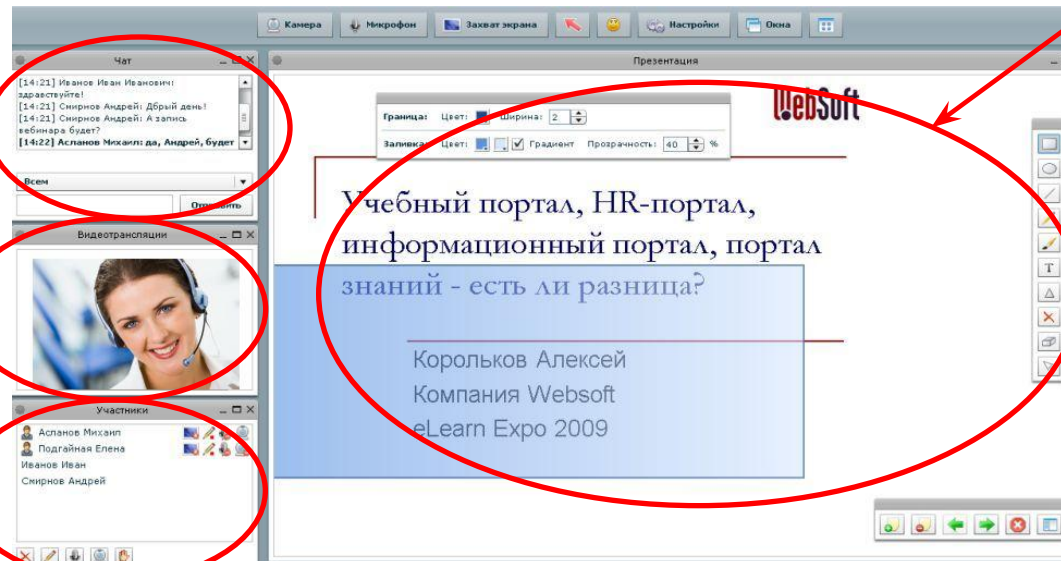 Камера Микрофон Захват экрана Настройки Окна
Чат
[14:21] Иванов Иван Иванович:
здравствуйте!
[14:21] Смирнов Андрей: Дбрый день!
[14:21] Смирнов Андрей: А запись
вебинара будет?
[14:22] Асланов Михаил: да, Андрей, будет
Всем
Отправить
Видеотрансляции
Участники
Асланов Михаил
Подгайная Елена
Иванов Иван
Смирнов Андрей
Презентация
WebSoft
Граница: Цвет: Ширина: 2
Заливка: Цвет: Градиент Прозрачность: 40 %
Учебный портал, HR-портал,
информационный портал, портал
знаний - есть ли разница?
Корольков Алексей
Компания Websoft
eLearn Expo 2009
T